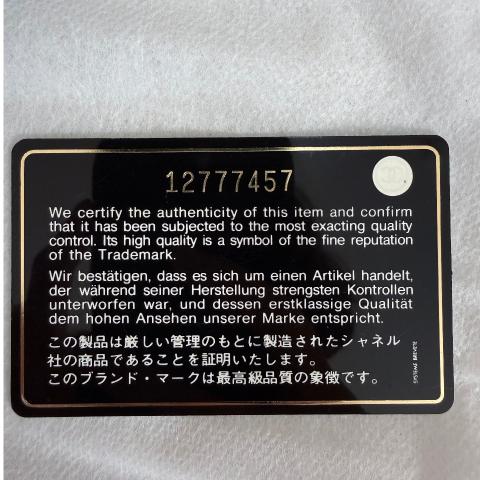 12777457
We certify the authenticity of this item and confirm
that it has been subjected to the most exacting quality
control. Its high quality is a symbol of the fine reputation
of the Trademark.
Wir bestätigen, dass es sich um einen Artikel handelt,
der während seiner Herstellung strengsten Kontrollen
unterworfen war, und dessen erstklassige Qualität
dem hohen Ansehen unserer Marke entspricht.
この製品は厳しい管理のもとに製造されたシャネル
社の商品であることを証明いたします。
このブランド・マークは最高級品質の象徴です。